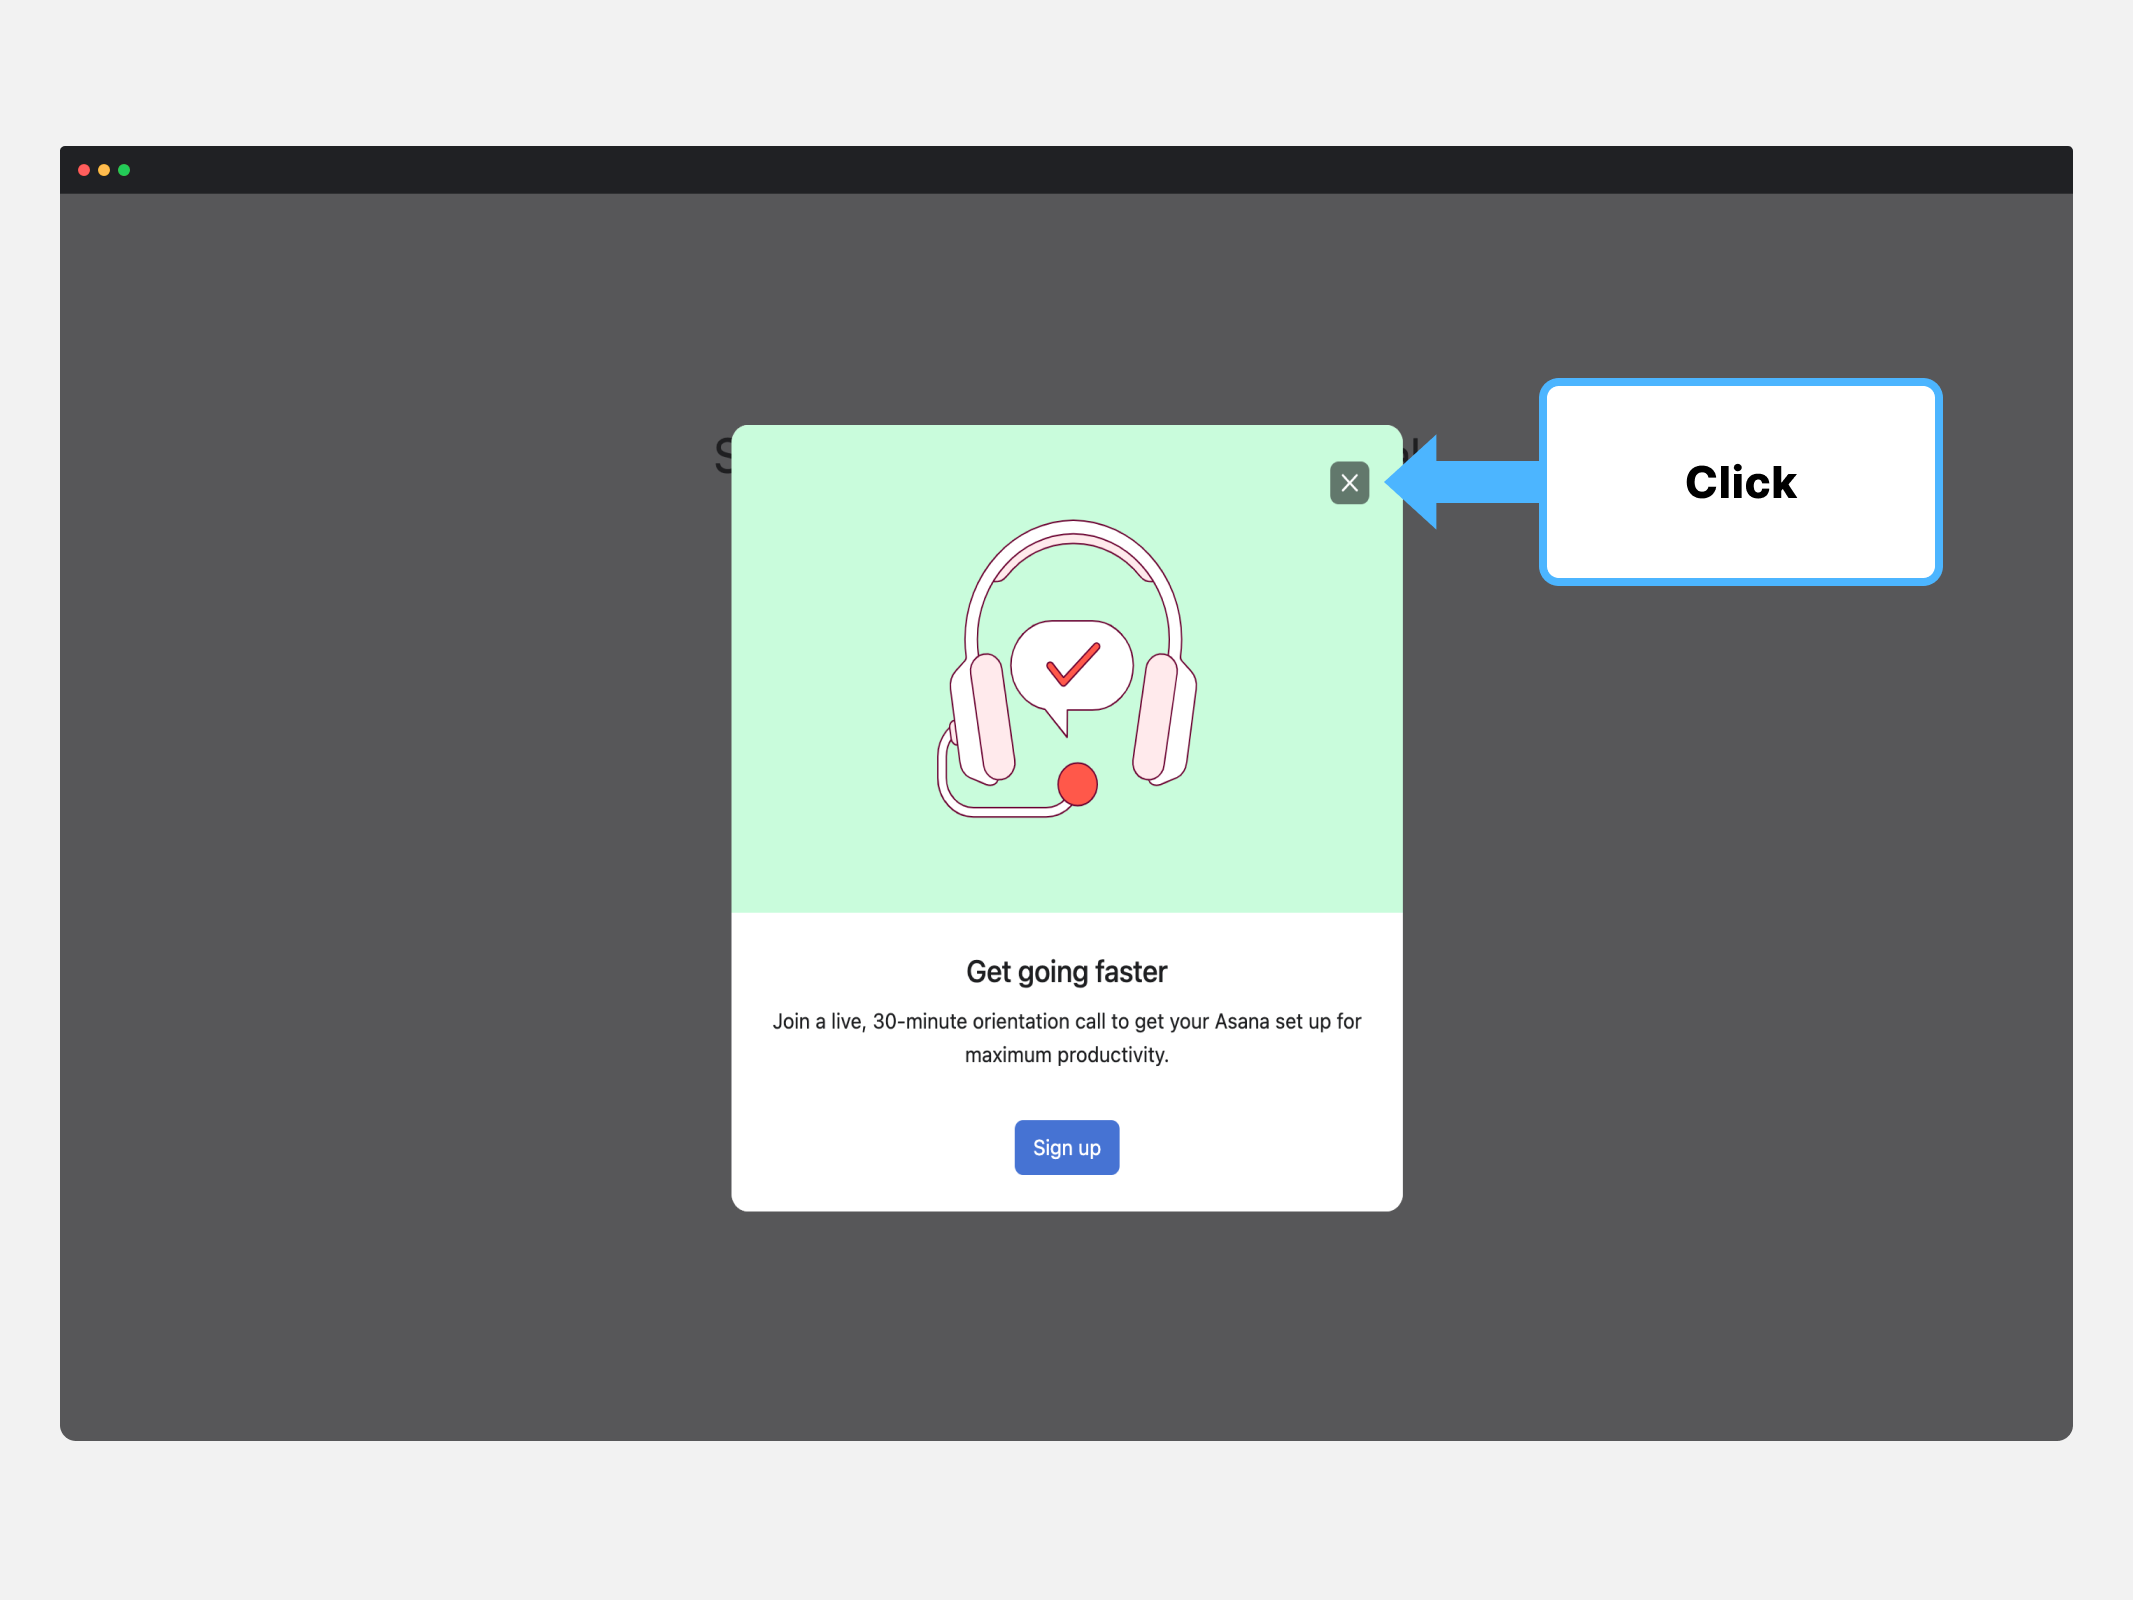 Click
Get going faster
Join a live, 30-minute orientation call to get your Asana set up for
maximum productivity.
Sign up